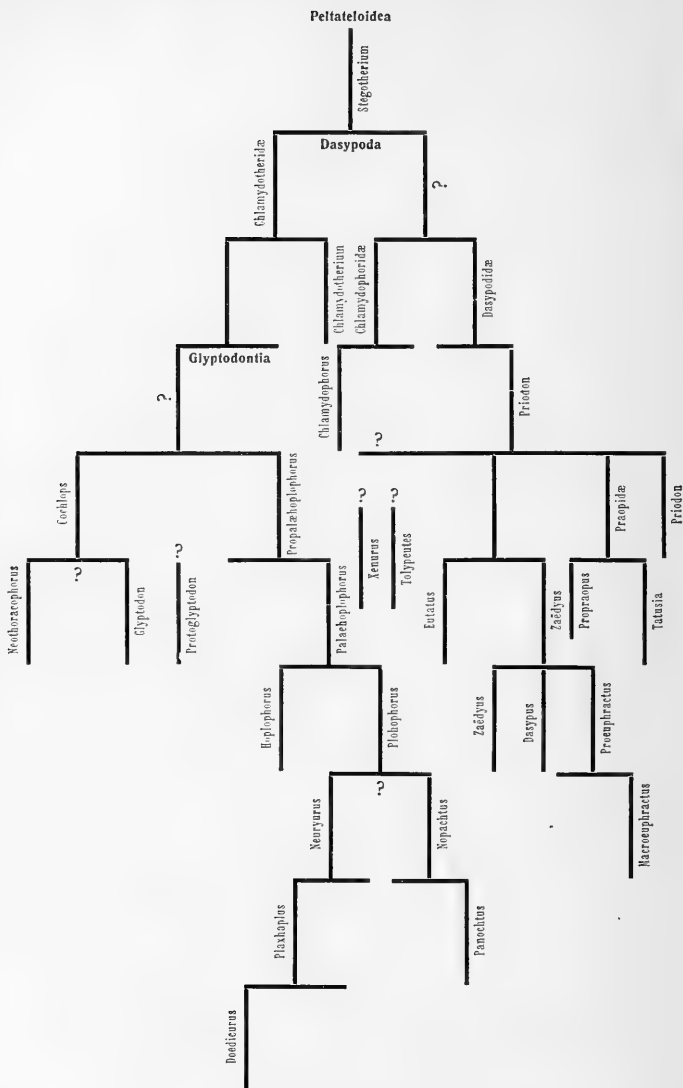 Peltateloidea
Stegotherium
Dasypoda
Chlamydotheridæ
?
Chlamydotherium
Chlamydophoridæ
Dasypodidæ
Glyptodontia
?
Chlamydophorus
Priodon
?
Cochlops
Propalæhoplophorus
?
Xenurus
?
Tolypeutes
Praopidæ
Priodon
Neothoracophorus
?
Glyptodon
?
Protoglyptodon
Palaehoplophorus
Eutatus
Zaëdyus
Propraopus
Tatusia
Hoplophorus
Plohophorus
Zaëdyus
Dasypus
Proeuphractus
?
Neuryurus
Nopachtus
Macroeuphractus
Plaxhaplus
Panochtus
Doedicurus